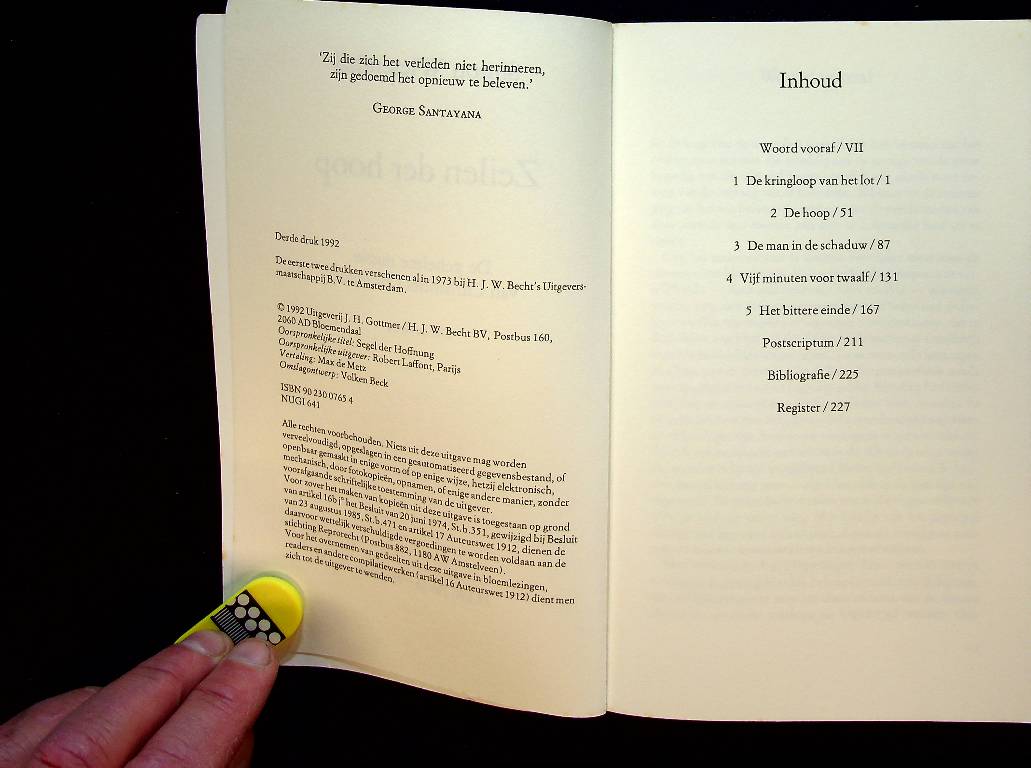 'Zij die zich het verleden niet herinneren,
zijn gedoemd het opnieuw te beleven.'
GEORGE SANTAYANA
Zeilen der hoop
Derde druk 1992
De eerste twee drukken verschenen al in 1973 bij H. J. W. Becht's Uitgevers-
maatschappij B.V. te Amsterdam.
© 1992 Uitgeverij J. H. Gottmer / H. J. W. Becht BV, Postbus 160,
2060 AD Bloemendaal
Oorspronkelijke titel: Segel der Hoffnung
Oorspronkelijke uitgever: Robert Laffont, Parijs
Vertaling: Max de Metz
Omslagontwerp: Volken Beck
ISBN 90 230 0765 4
NUGI 641
Alle rechten voorbehouden. Niets uit deze uitgave mag worden
verveelvoudigd, opgeslagen in een geautomatiseerd gegevensbestand, of
openbaar gemaakt in enige vorm of op enige wijze, hetzij elektronisch,
mechanisch, door fotokopieën, opnamen, of enige andere manier, zonder
voorafgaande schriftelijke toestemming van de uitgever.
Voor zover het maken van kopieën uit deze uitgave is toegestaan op grond
van artikel 16b j° het Besluit van 20 juni 1974, St.b.351, gewijzigd bij Besluit
van 23 augustus 1985, St.b.471 en artikel 17 Auteurswet 1912, dienen de
daarvoor wettelijk verschuldigde vergoedingen te worden voldaan aan de
stichting Reprorecht (Postbus 882, 1180 AW Amstelveen).
Voor het overnemen van gedeelten uit deze uitgave in bloemlezingen,
readers en andere compilatiewerken (artikel 16 Auteurswet 1912) dient men
zich tot de uitgever te wenden.
Inhoud
Woord vooraf / VII
1 De kringloop van het lot / 1
2 De hoop / 51
3 De man in de schaduw / 87
4 Vijf minuten voor twaalf / 131
5 Het bittere einde / 167
Postscriptum / 211
Bibliografie / 225
Register / 227